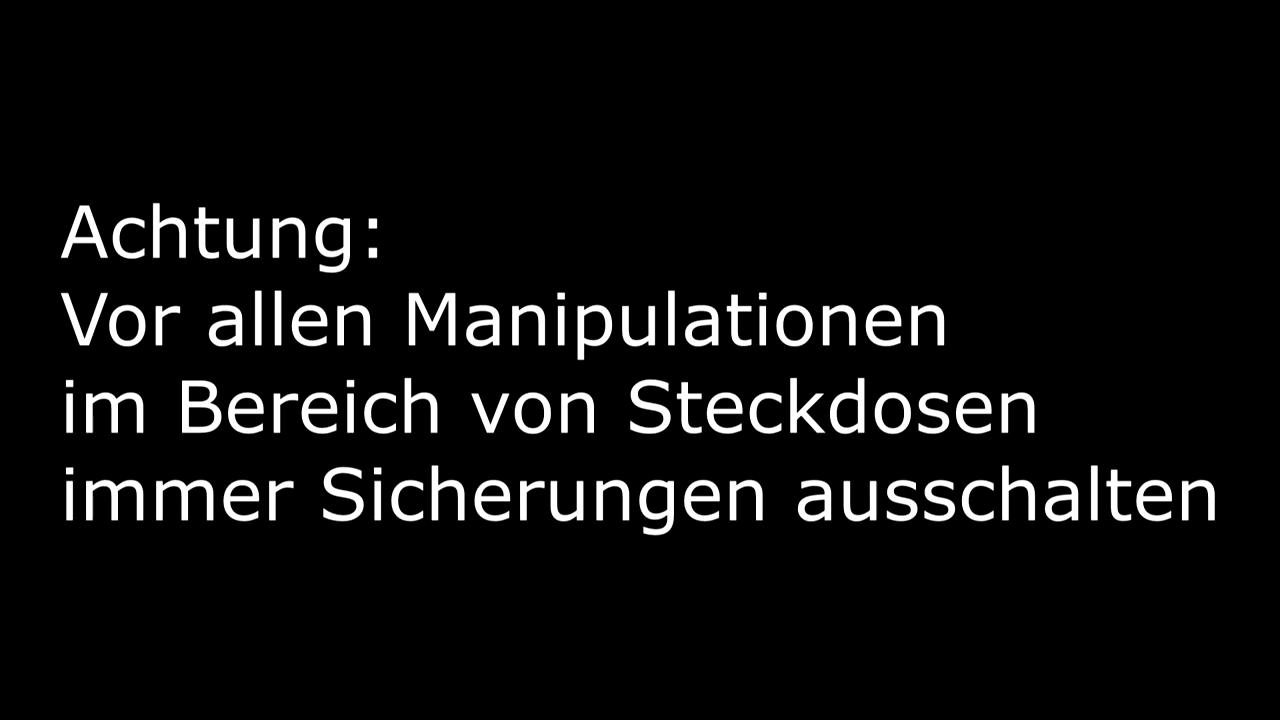 Achtung:
Vor allen Manipulationen
im Bereich von Steckdosen
immer Sicherungen ausschalten